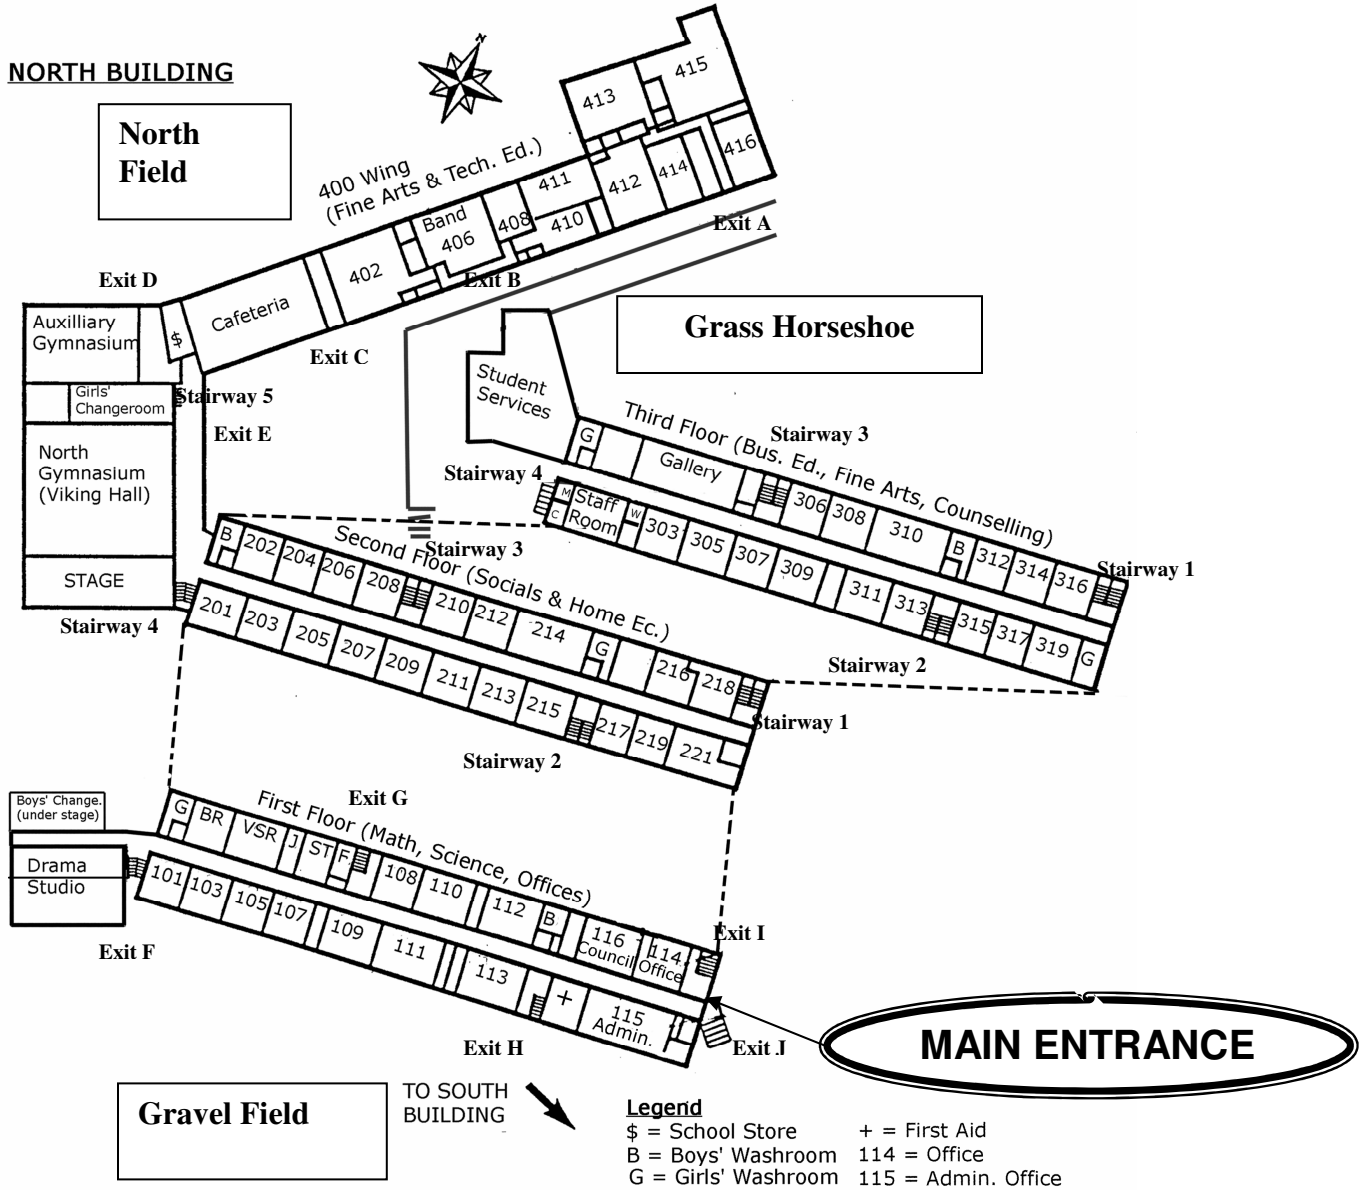 N
NORTH BUILDING
North
Field
400 Wing
(Fine Arts & Tech. Ed.)
415
413
416
414
412
411
410
408
Band
406
402
Cafeteria
$
Exit A
Exit B
Exit C
Exit D
Auxilliary
Gymnasium
Girls'
Changeroom
Stairway 5
Exit E
North
Gymnasium
(Viking Hall)
STAGE
Stairway 4
Grass Horseshoe
Student
Services
Third Floor (Bus. Ed., Fine Arts, Counselling)
Stairway 3
Stairway 4
G
Gallery
306
308
310
B
312
314
316
Stairway 1
M
C
Staff
Room
W
303
305
307
309
311
313
315
317
319
G
Stairway 2
Stairway 3
Second Floor (Socials & Home Ec.)
B
202
204
206
208
210
212
214
G
216
218
Stairway 1
201
203
205
207
209
211
213
215
217
219
221
Stairway 2
Exit G
First Floor (Math, Science, Offices)
Boys' Change.
(under stage)
Drama
Studio
G
BR
VSR
J
ST
F
108
110
112
B
116
Council
114
Office
Exit I
101
103
105
107
109
111
113
+
115
Admin.
Exit F
Exit H
Exit J
MAIN ENTRANCE
Gravel Field
TO SOUTH
BUILDING
Legend
$ = School Store
+ = First Aid
B = Boys' Washroom
114 = Office
G = Girls' Washroom
115 = Admin. Office